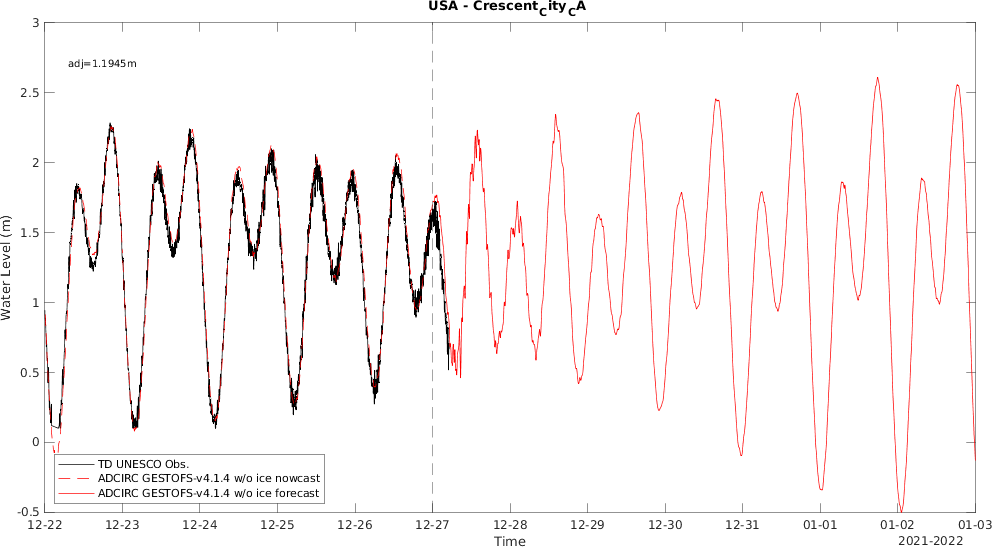 USA - CrescentCityCA
adj=1.1945m
3
2.5
2
1.5
1
0.5
0
-0.5
Water Level (m)
TD UNESCO Obs.
ADCIRC GESTOFS-v4.1.4 w/o ice nowcast
ADCIRC GESTOFS-v4.1.4 w/o ice forecast
12-22 12-23 12-24 12-25 12-26 12-27 12-28 12-29 12-30 12-31 01-01 01-02 01-03
Time
2021-2022